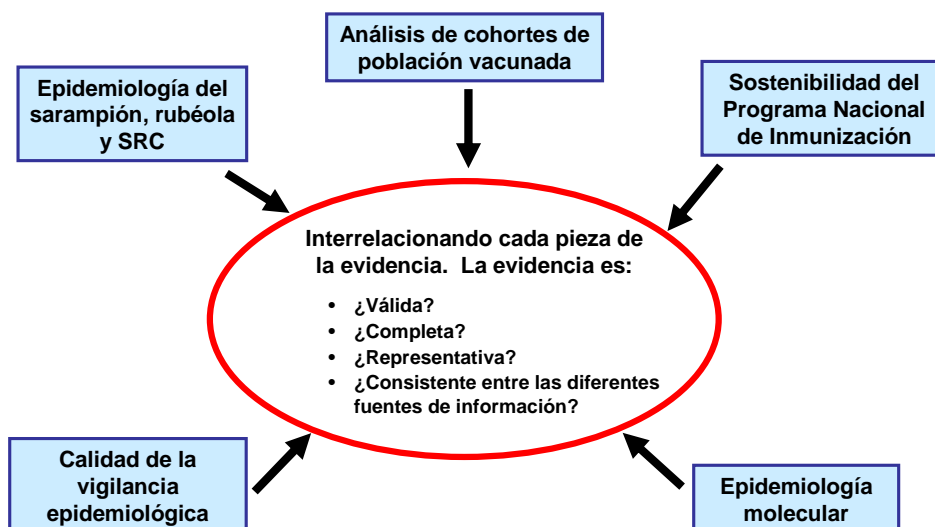 Análisis de cohortes de
población vacunada
Epidemiología del
sarampión, rubéola
y SRC
Sostenibilidad del
Programa Nacional
de Inmunización
Interrelacionando cada pieza de
la evidencia.  La evidencia es:
• ¿Válida?
• ¿Completa?
• ¿Representativa?
• ¿Consistente entre las diferentes
fuentes de información?
Calidad de la
vigilancia
epidemiológica
Epidemiología
molecular